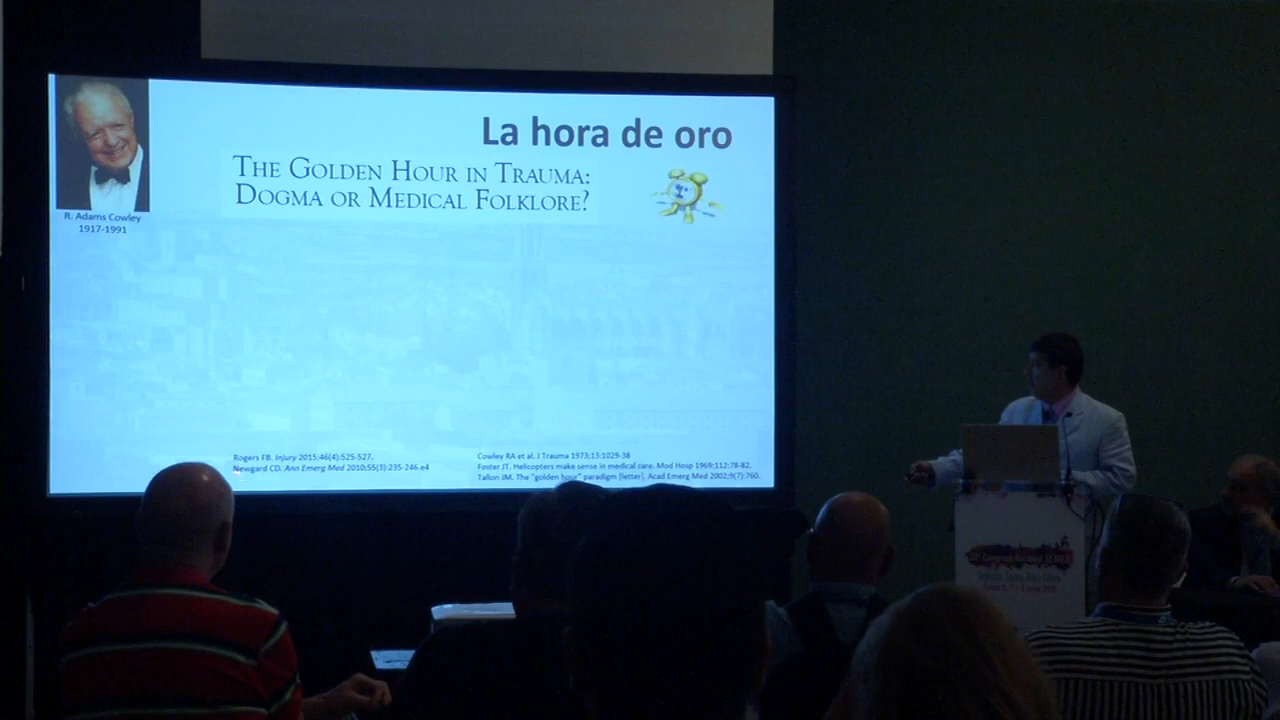 La hora de oro
THE GOLDEN HOUR IN TRAUMA:
DOGMA OR MEDICAL FOLKLORE?
R. Adams Cowley
1917-1991
Rogers FB. Injury 2015;46(4):525-527.
Newgard CD. Ann Emerg Med 2010;55(3):235-246.e4
Cowley RA et al. J Trauma 1973;13:1029-38
Foster JT. Helicopters make sense in medical care. Mod Hosp 1969;112:78-82.
Tallon JM. The "golden hour" paradigm [letter]. Acad Emerg Med 2002;9(7):760.